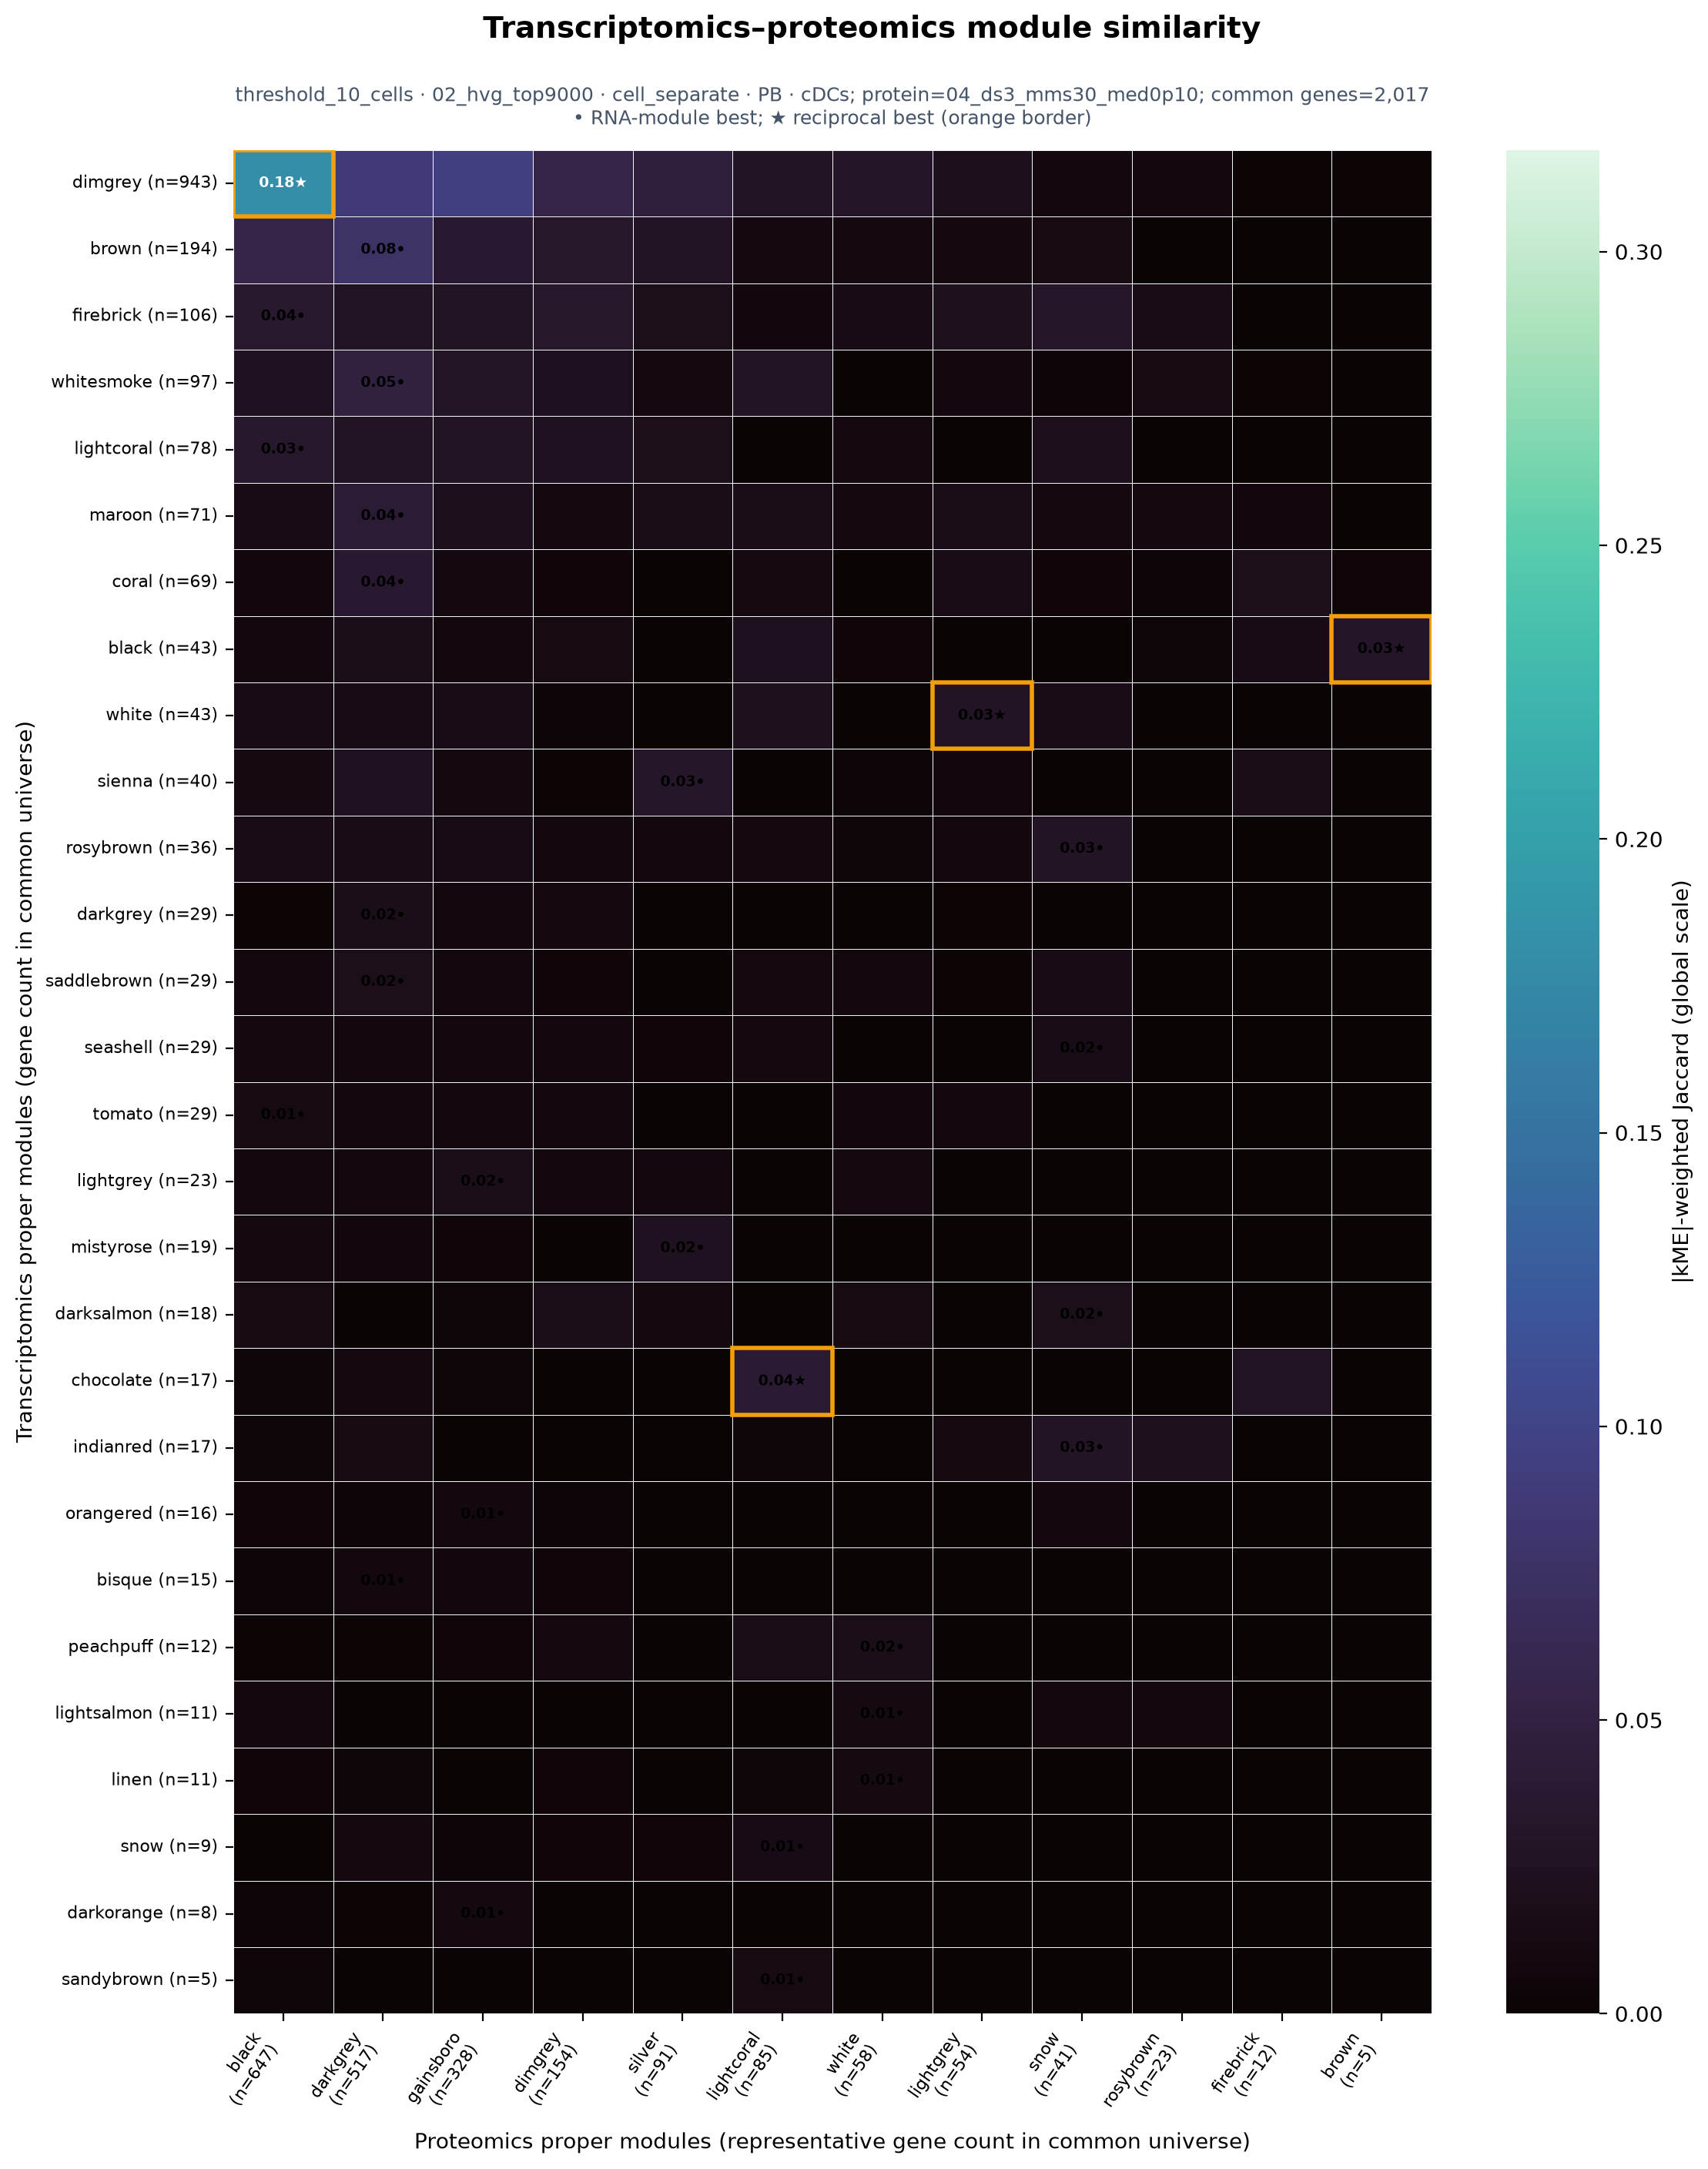 Transcriptomics–proteomics module similarity
threshold_10_cells · 02_hvg_top9000 · cell_separate · PB · cDCs; protein=04_ds3_mms30_med0p10; common genes=2,017
• RNA-module best; ★ reciprocal best (orange border)
Transcriptomics proper modules (gene count in common universe)
dimgrey (n=943)
0.18★
brown (n=194)
0.08•
firebrick (n=106)
0.04•
whitesmoke (n=97)
0.05•
lightcoral (n=78)
0.03•
maroon (n=71)
0.04•
coral (n=69)
0.04•
black (n=43)
0.03★
white (n=43)
0.03★
sienna (n=40)
0.03•
rosybrown (n=36)
0.03•
darkgrey (n=29)
0.02•
saddlebrown (n=29)
0.02•
seashell (n=29)
0.02•
tomato (n=29)
0.01•
lightgrey (n=23)
0.02•
mistyrose (n=19)
0.02•
darksalmon (n=18)
0.02•
chocolate (n=17)
0.04★
indianred (n=17)
0.03•
orangered (n=16)
0.01•
bisque (n=15)
0.01•
peachpuff (n=12)
0.02•
lightsalmon (n=11)
0.01•
linen (n=11)
0.01•
snow (n=9)
0.01•
darkorange (n=8)
0.01•
sandybrown (n=5)
0.01•
black
(n=647)
darkgrey
(n=517)
gainsboro
(n=328)
dimgrey
(n=154)
silver
(n=91)
lightcoral
(n=85)
white
(n=58)
lightgrey
(n=54)
snow
(n=41)
rosybrown
(n=23)
firebrick
(n=12)
brown
(n=5)
Proteomics proper modules (representative gene count in common universe)
0.30
0.25
0.20
0.15
0.10
0.05
0.00
|kME|-weighted Jaccard (global scale)